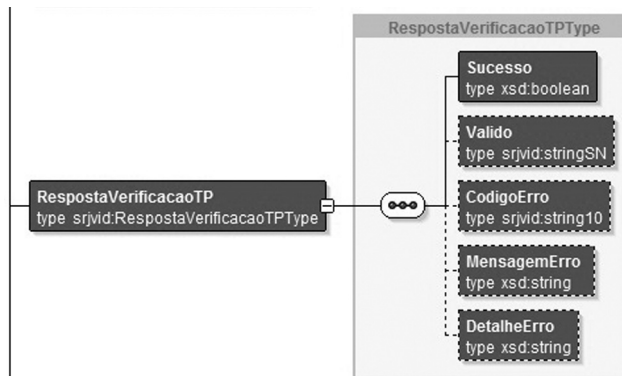 RespostaVerificacaoTPType
Sucesso
type xsd:boolean
Valido
type srjvid:stringSN
RespostaVerificacaoTP
type srjvid:RespostaVerificacaoTPType
CodigoErro
type srjvid:string10
MensagemErro
type xsd:string
DetalheErro
type xsd:string